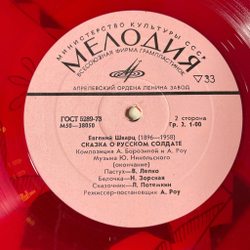 МИНИСТЕРСТВО КУЛЬТУРЫ СССР
МЕЛОДИЯ
ВСЕСОЮЗНАЯ ФИРМА ГРАМПЛАСТИНОК
▽33
АПРЕЛЕВСКИЙ ОРДЕНА ЛЕНИНА ЗАВОД
ГОСТ 5289-73
М50—38050
2 сторона
Гр. 2. 1-00
Евгений Шварц (1896—1958)
СКАЗКА О РУССКОМ СОЛДАТЕ
Композиция А. Борозиной и А. Роу
Музыка Ю. Никольского
(окончание)
Пастух—В. Лепко
Белочка—Н. Зорская
Сказочник—Л. Потемкин
Режиссер-постановщик А. Роу